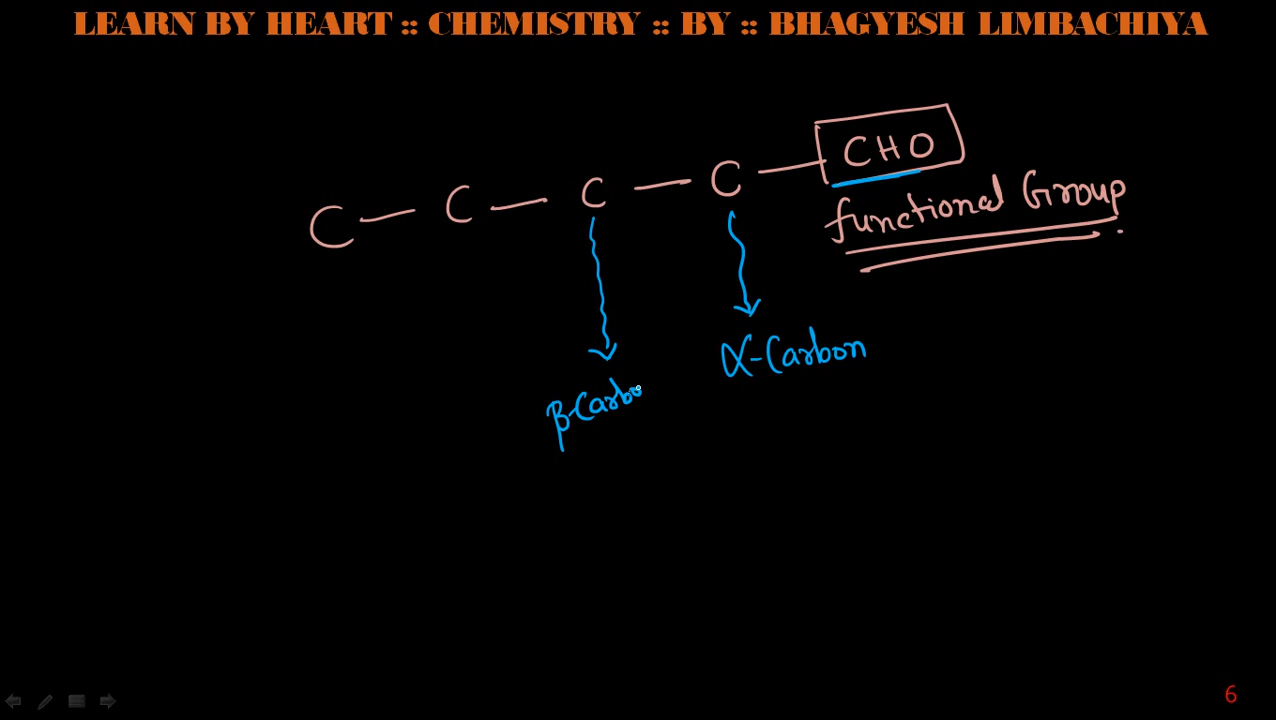 LEARN BY HEART :: CHEMISTRY :: BY :: BHAGYESH LIMBACHIYA
C — C — C — C — CHO
functional Group
α-Carbon
β-Carbo
6